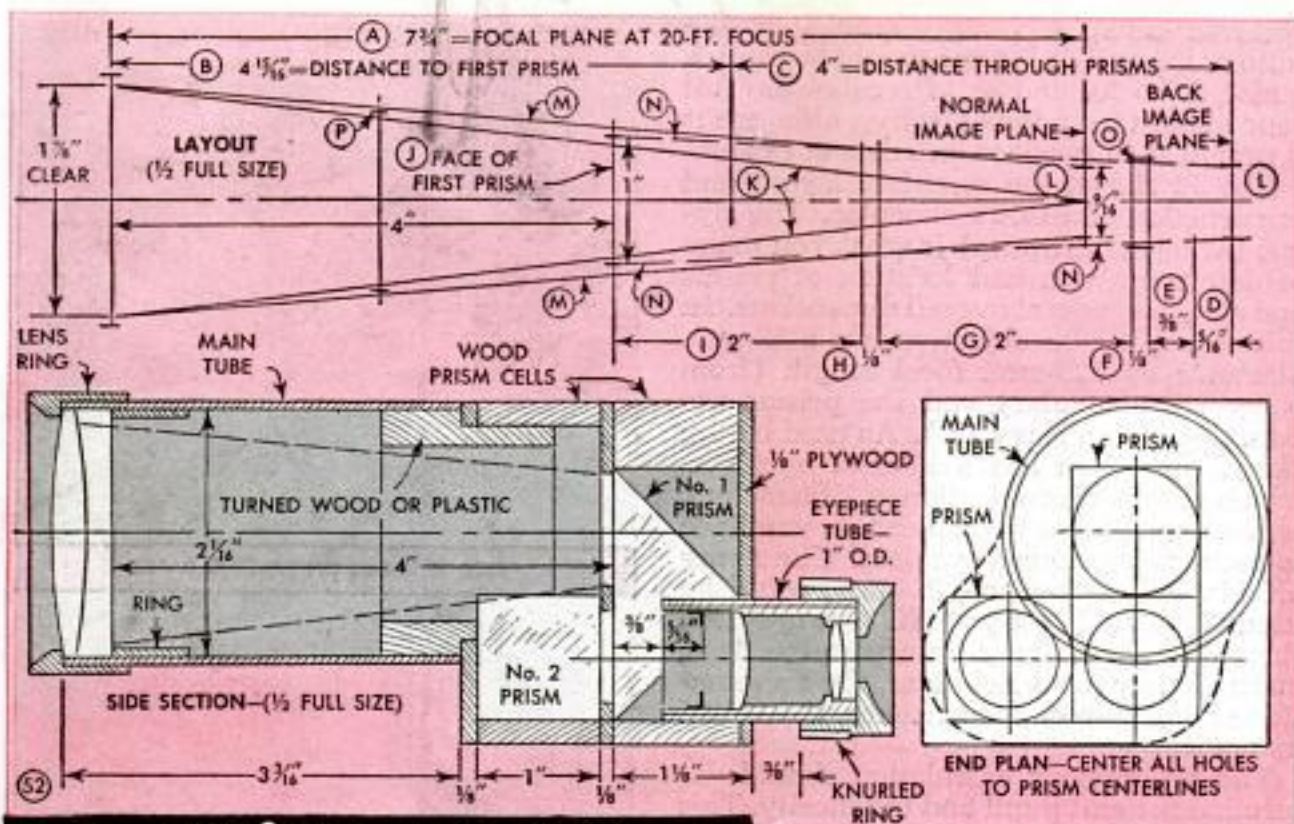 Ⓐ 7¾"=FOCAL PLANE AT 20-FT. FOCUS
Ⓑ 4 15/16"=DISTANCE TO FIRST PRISM
Ⓒ 4"=DISTANCE THROUGH PRISMS
Ⓜ
Ⓝ
NORMAL
IMAGE PLANE
BACK
IMAGE
PLANE
Ⓟ
Ⓞ
1⅞"
CLEAR
LAYOUT
(½ FULL SIZE)
Ⓙ FACE OF
FIRST PRISM
1"
Ⓚ
Ⓛ
9/16"
Ⓛ
4"
Ⓜ
Ⓝ
Ⓝ
Ⓔ
⅜"
Ⓓ
5/16"
Ⓘ 2"
Ⓗ
⅛"
Ⓖ 2"
Ⓕ
⅛"
LENS
RING
MAIN
TUBE
WOOD
PRISM CELLS
⅛" PLYWOOD
No. 1
PRISM
TURNED WOOD OR PLASTIC
EYEPIECE
TUBE—
1" O.D.
2 1/16"
4"
RING
⅜"
5/16"
No. 2
PRISM
SIDE SECTION—(½ FULL SIZE)
3 3/16"
⅛"
1"
⅛"
1⅛"
⅜"
KNURLED
RING
MAIN
TUBE
PRISM
PRISM
END PLAN—CENTER ALL HOLES
TO PRISM CENTERLINES
52